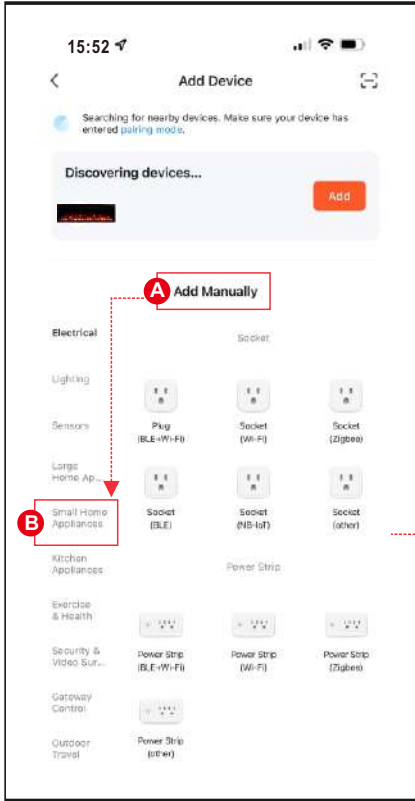 15:52
Add Device
Searching for nearby devices. Make sure your device has
entered pairing mode.
Discovering devices...
Add
A
Add Manually
Electrical
Socket
Lighting
Sensors
Plug
(BLE+Wi-Fi)
Socket
(Wi-Fi)
Socket
(Zigbee)
Large
Home Ap...
B
Small Home
Appliances
Socket
(BLE)
Socket
(NB-IoT)
Socket
(other)
Kitchen
Appliances
Power Strip
Exercise
& Health
Security &
Video Sur...
Power Strip
(BLE+Wi-Fi)
Power Strip
(Wi-Fi)
Power Strip
(Zigbee)
Gateway
Control
Outdoor
Travel
Power Strip
(other)